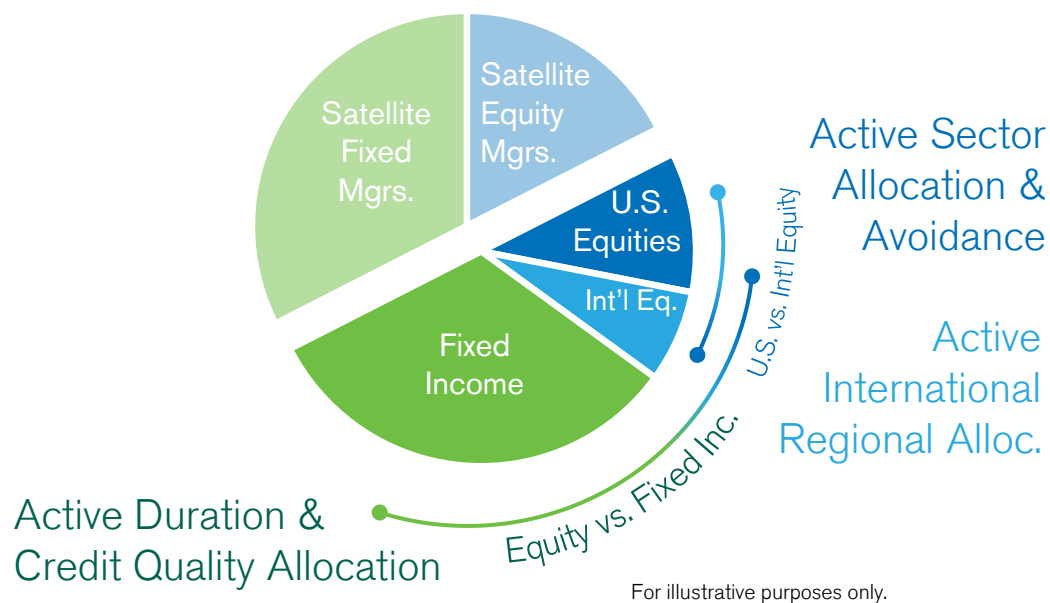 Satellite
Fixed
Mgrs.
Satellite
Equity
Mgrs.
U.S.
Equities
Int'l Eq.
Fixed
Income
U.S. vs. Int'l Equity
Equity vs. Fixed Inc.
Active Sector
Allocation &
Avoidance
Active
International
Regional Alloc.
Active Duration &
Credit Quality Allocation
For illustrative purposes only.